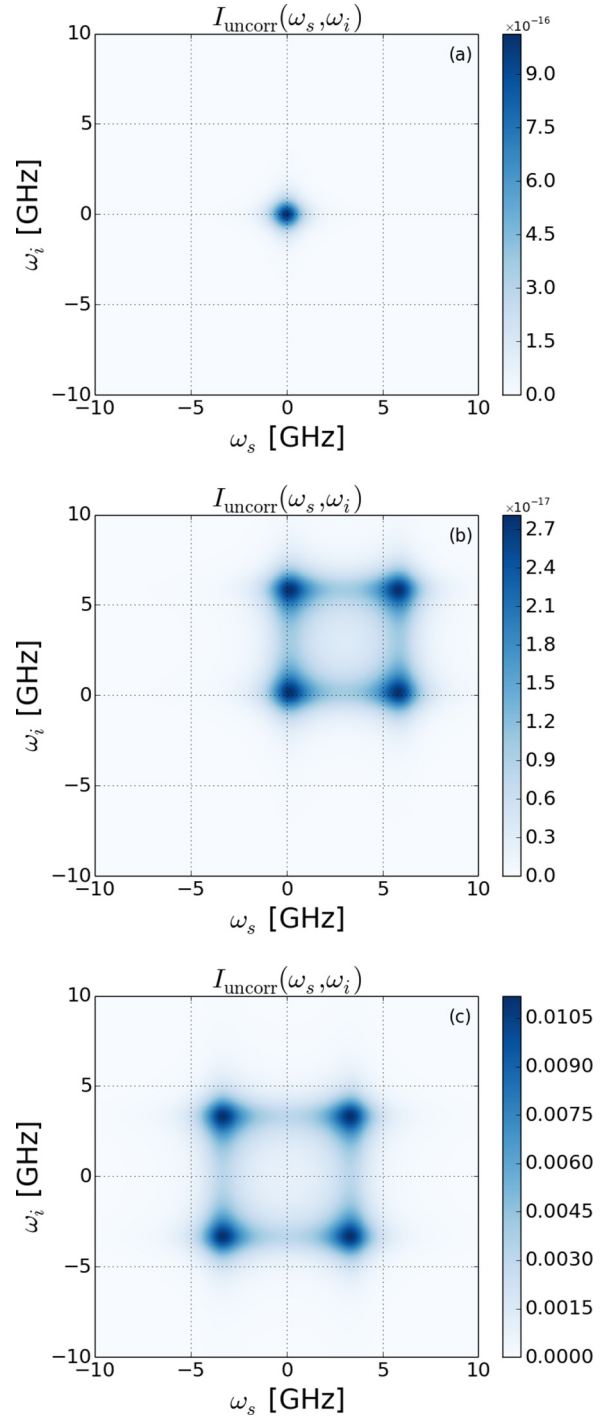 I_uncorr(ω_s,ω_i)
×10⁻¹⁶
(a)
10
5
0
−5
−10
ω_i [GHz]
−10 −5 0 5 10
ω_s [GHz]
9.0
7.5
6.0
4.5
3.0
1.5
0.0
I_uncorr(ω_s,ω_i)
×10⁻¹⁷
(b)
10
5
0
−5
−10
ω_i [GHz]
−10 −5 0 5 10
ω_s [GHz]
2.7
2.4
2.1
1.8
1.5
1.2
0.9
0.6
0.3
0.0
I_uncorr(ω_s,ω_i)
(c)
10
5
0
−5
−10
ω_i [GHz]
−10 −5 0 5 10
ω_s [GHz]
0.0105
0.0090
0.0075
0.0060
0.0045
0.0030
0.0015
0.0000